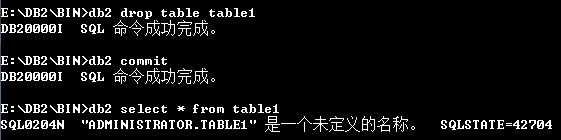 E:\DB2\BIN>db2 drop table table1
DB20000I  SQL 命令成功完成。
E:\DB2\BIN>db2 commit
DB20000I  SQL 命令成功完成。
E:\DB2\BIN>db2 select * from table1
SQL0204N  "ADMINISTRATOR.TABLE1" 是一个未定义的名称。  SQLSTATE=42704